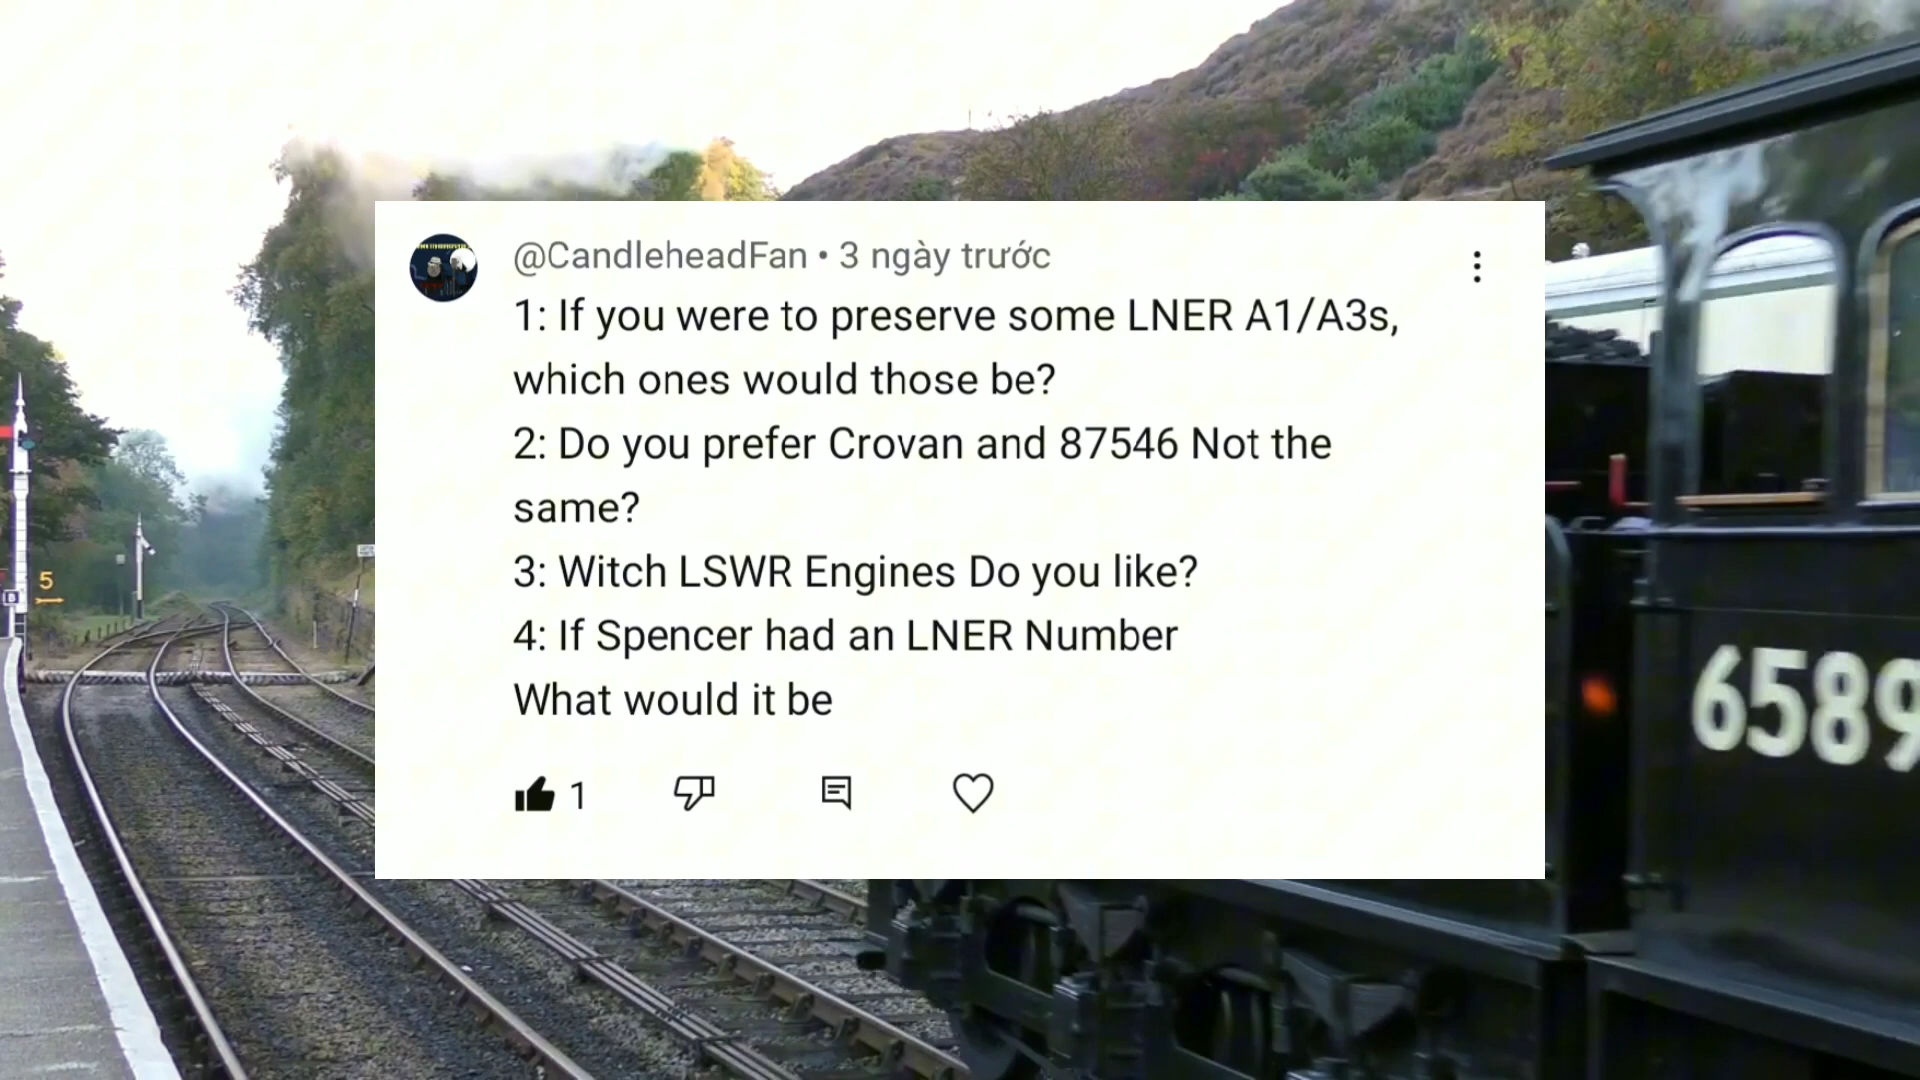 @CandleheadFan • 3 ngày trước
1: If you were to preserve some LNER A1/A3s,
which ones would those be?
2: Do you prefer Crovan and 87546 Not the
same?
3: Witch LSWR Engines Do you like?
4: If Spencer had an LNER Number
What would it be
1
5
B
6589